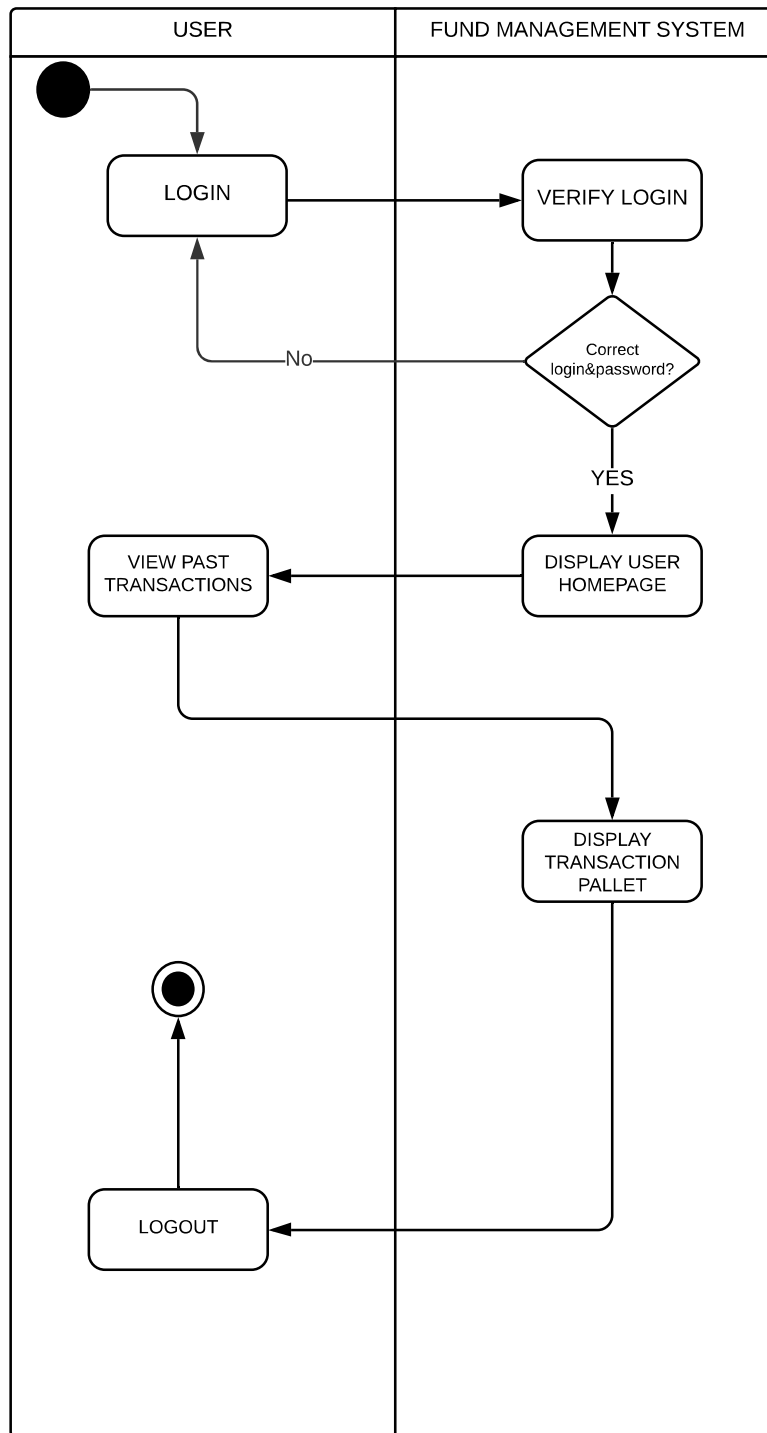 USER
FUND MANAGEMENT SYSTEM
LOGIN
VERIFY LOGIN
Correct
login&password?
No
YES
VIEW PAST
TRANSACTIONS
DISPLAY USER
HOMEPAGE
DISPLAY
TRANSACTION
PALLET
LOGOUT